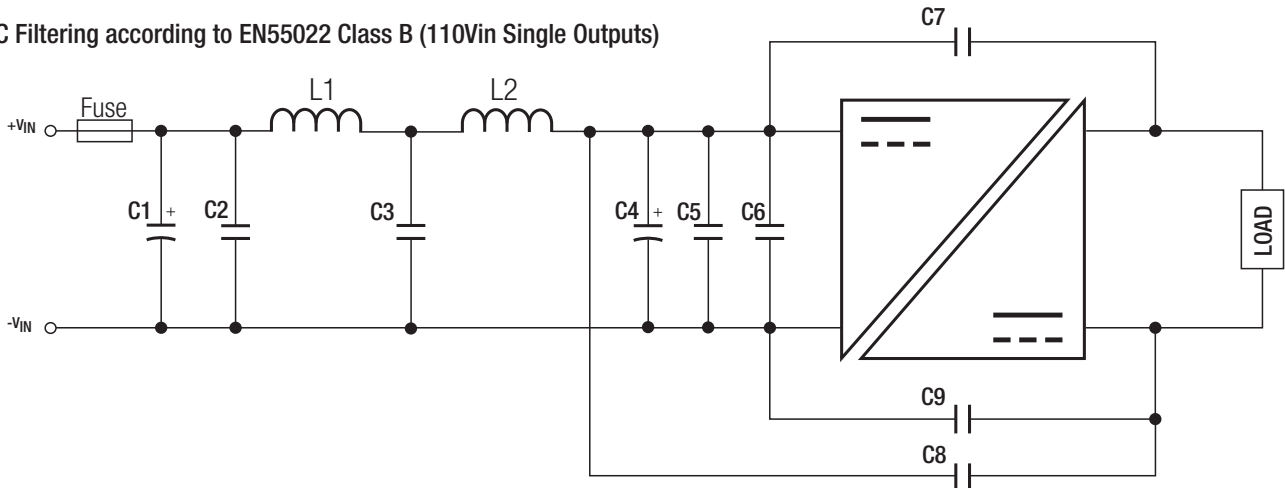 C Filtering according to EN55022 Class B (110Vin Single Outputs)
C7
L1
L2
Fuse
+VIN
C1 +
C2
C3
C4 +
C5
C6
LOAD
-VIN
C9
C8